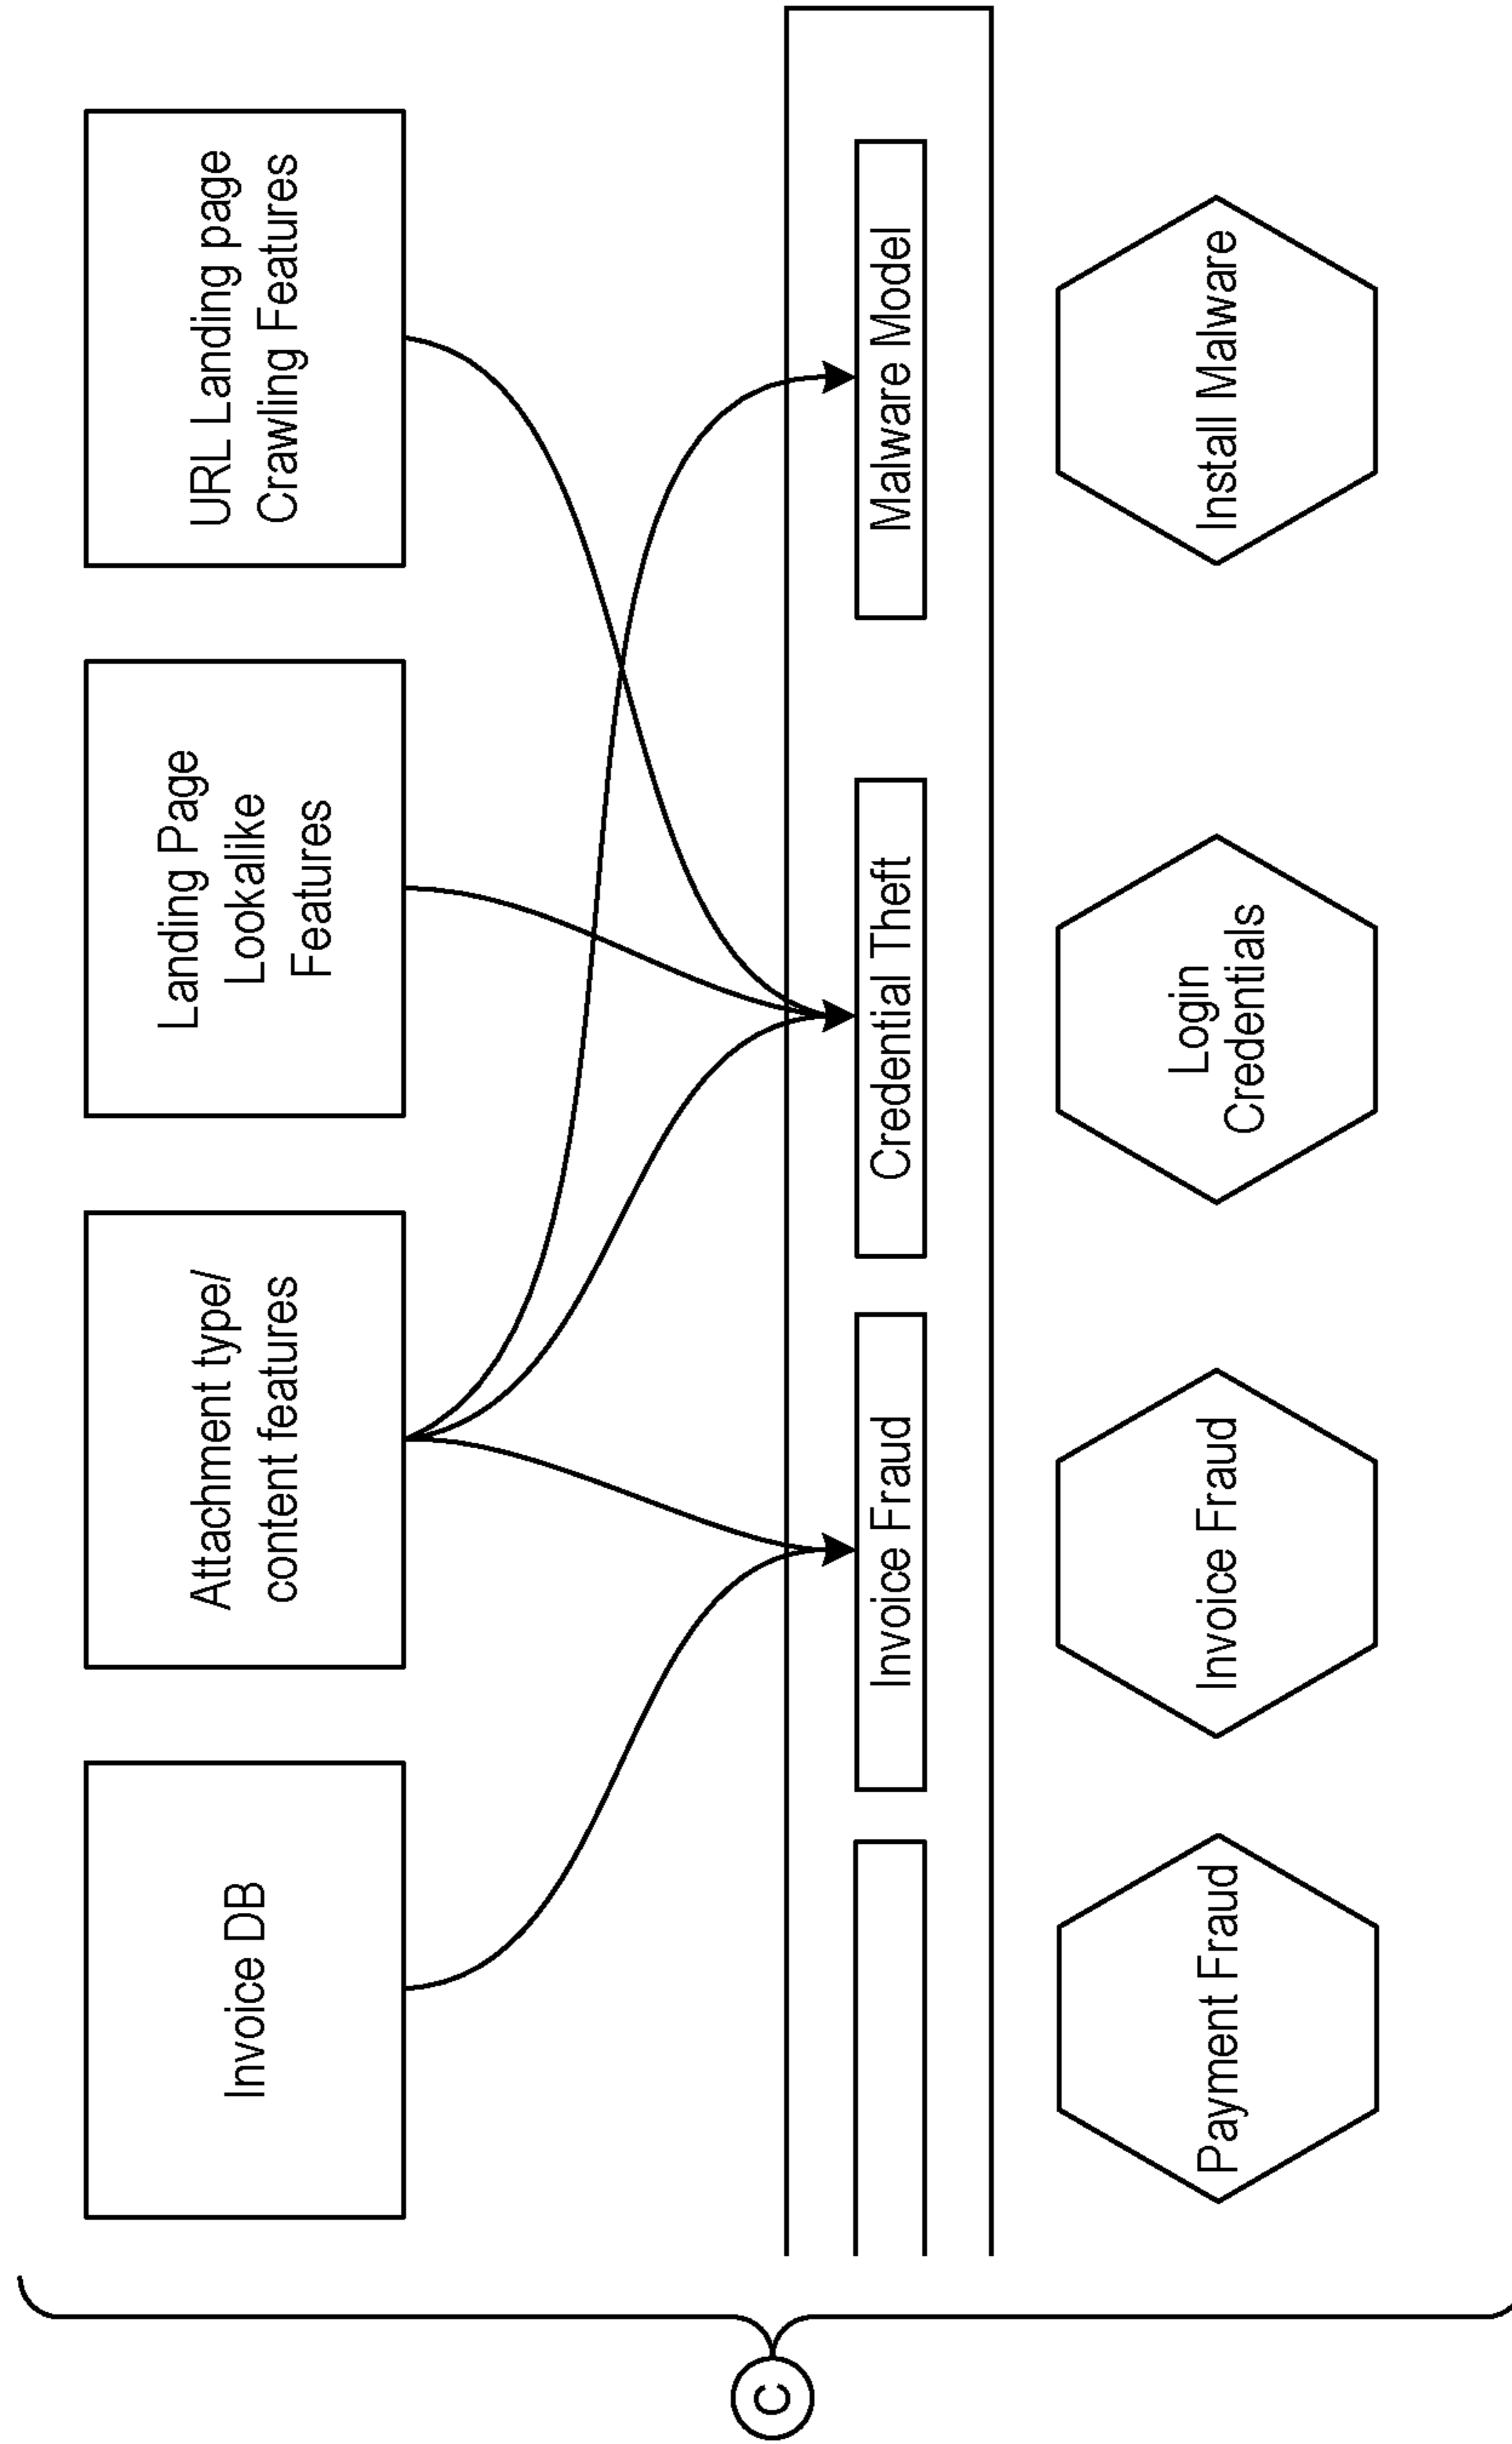 Invoice DB
Attachment type/
content features
Landing Page
Lookalike
Features
URL Landing page
Crawling Features
Invoice Fraud
Credential Theft
Malware Model
Payment Fraud
Invoice Fraud
Login
Credentials
Install Malware
C